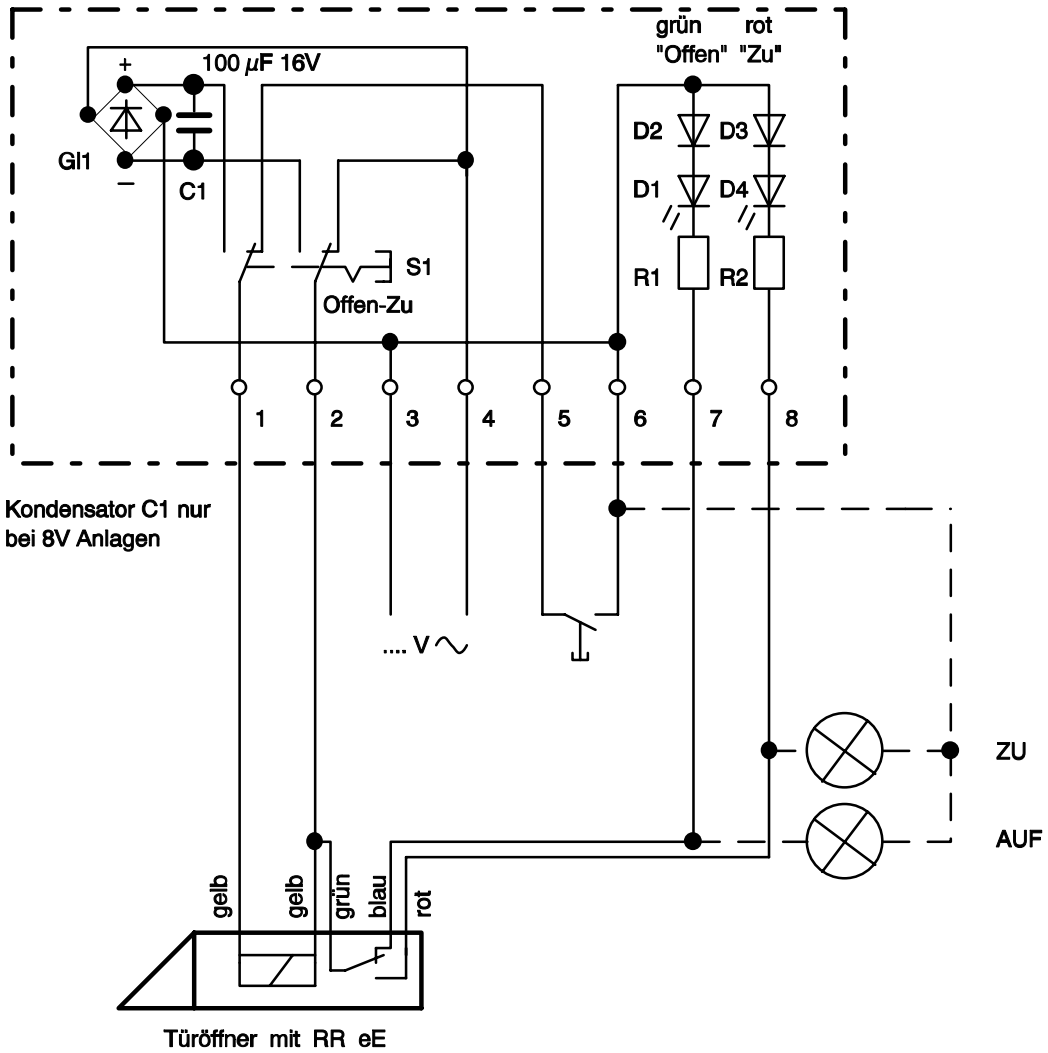 grün rot
"Offen" "Zu"
+ 100 µF 16V
D2 D3
Gl1
– C1
D1 D4
S1
R1 R2
Offen-Zu
1 2 3 4 5 6 7 8
Kondensator C1 nur
bei 8V Anlagen
.... V ~
ZU
AUF
gelb gelb grün blau rot
Türöffner mit RR eE